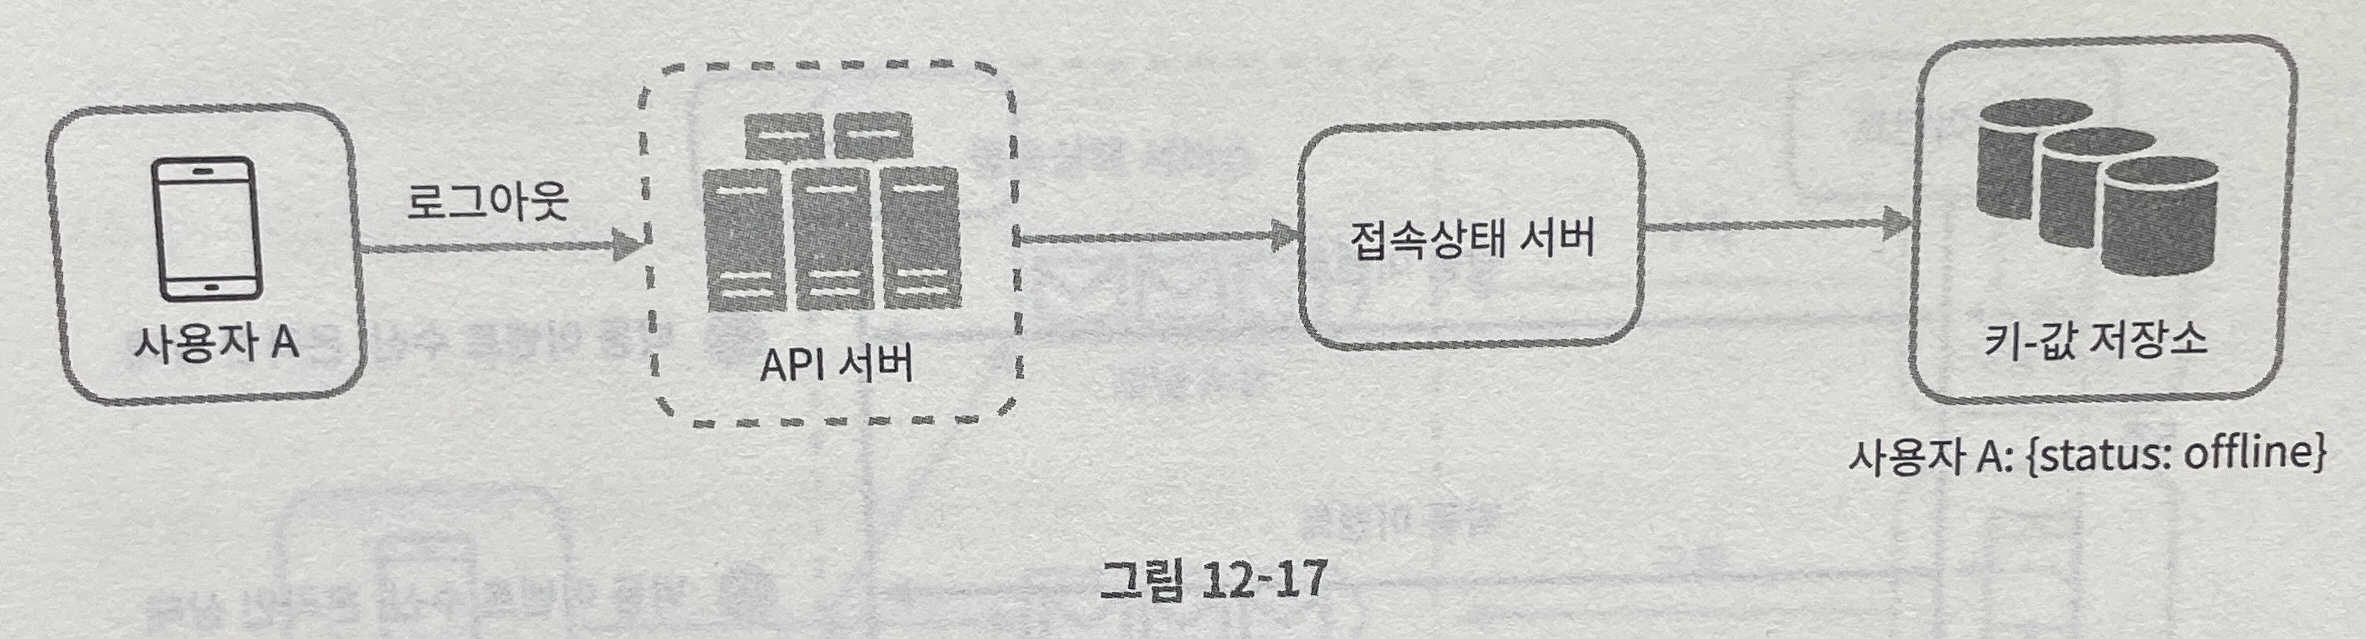 로그아웃
사용자 A
API 서버
접속상태 서버
키-값 저장소
사용자 A: {status: offline}
그림 12-17